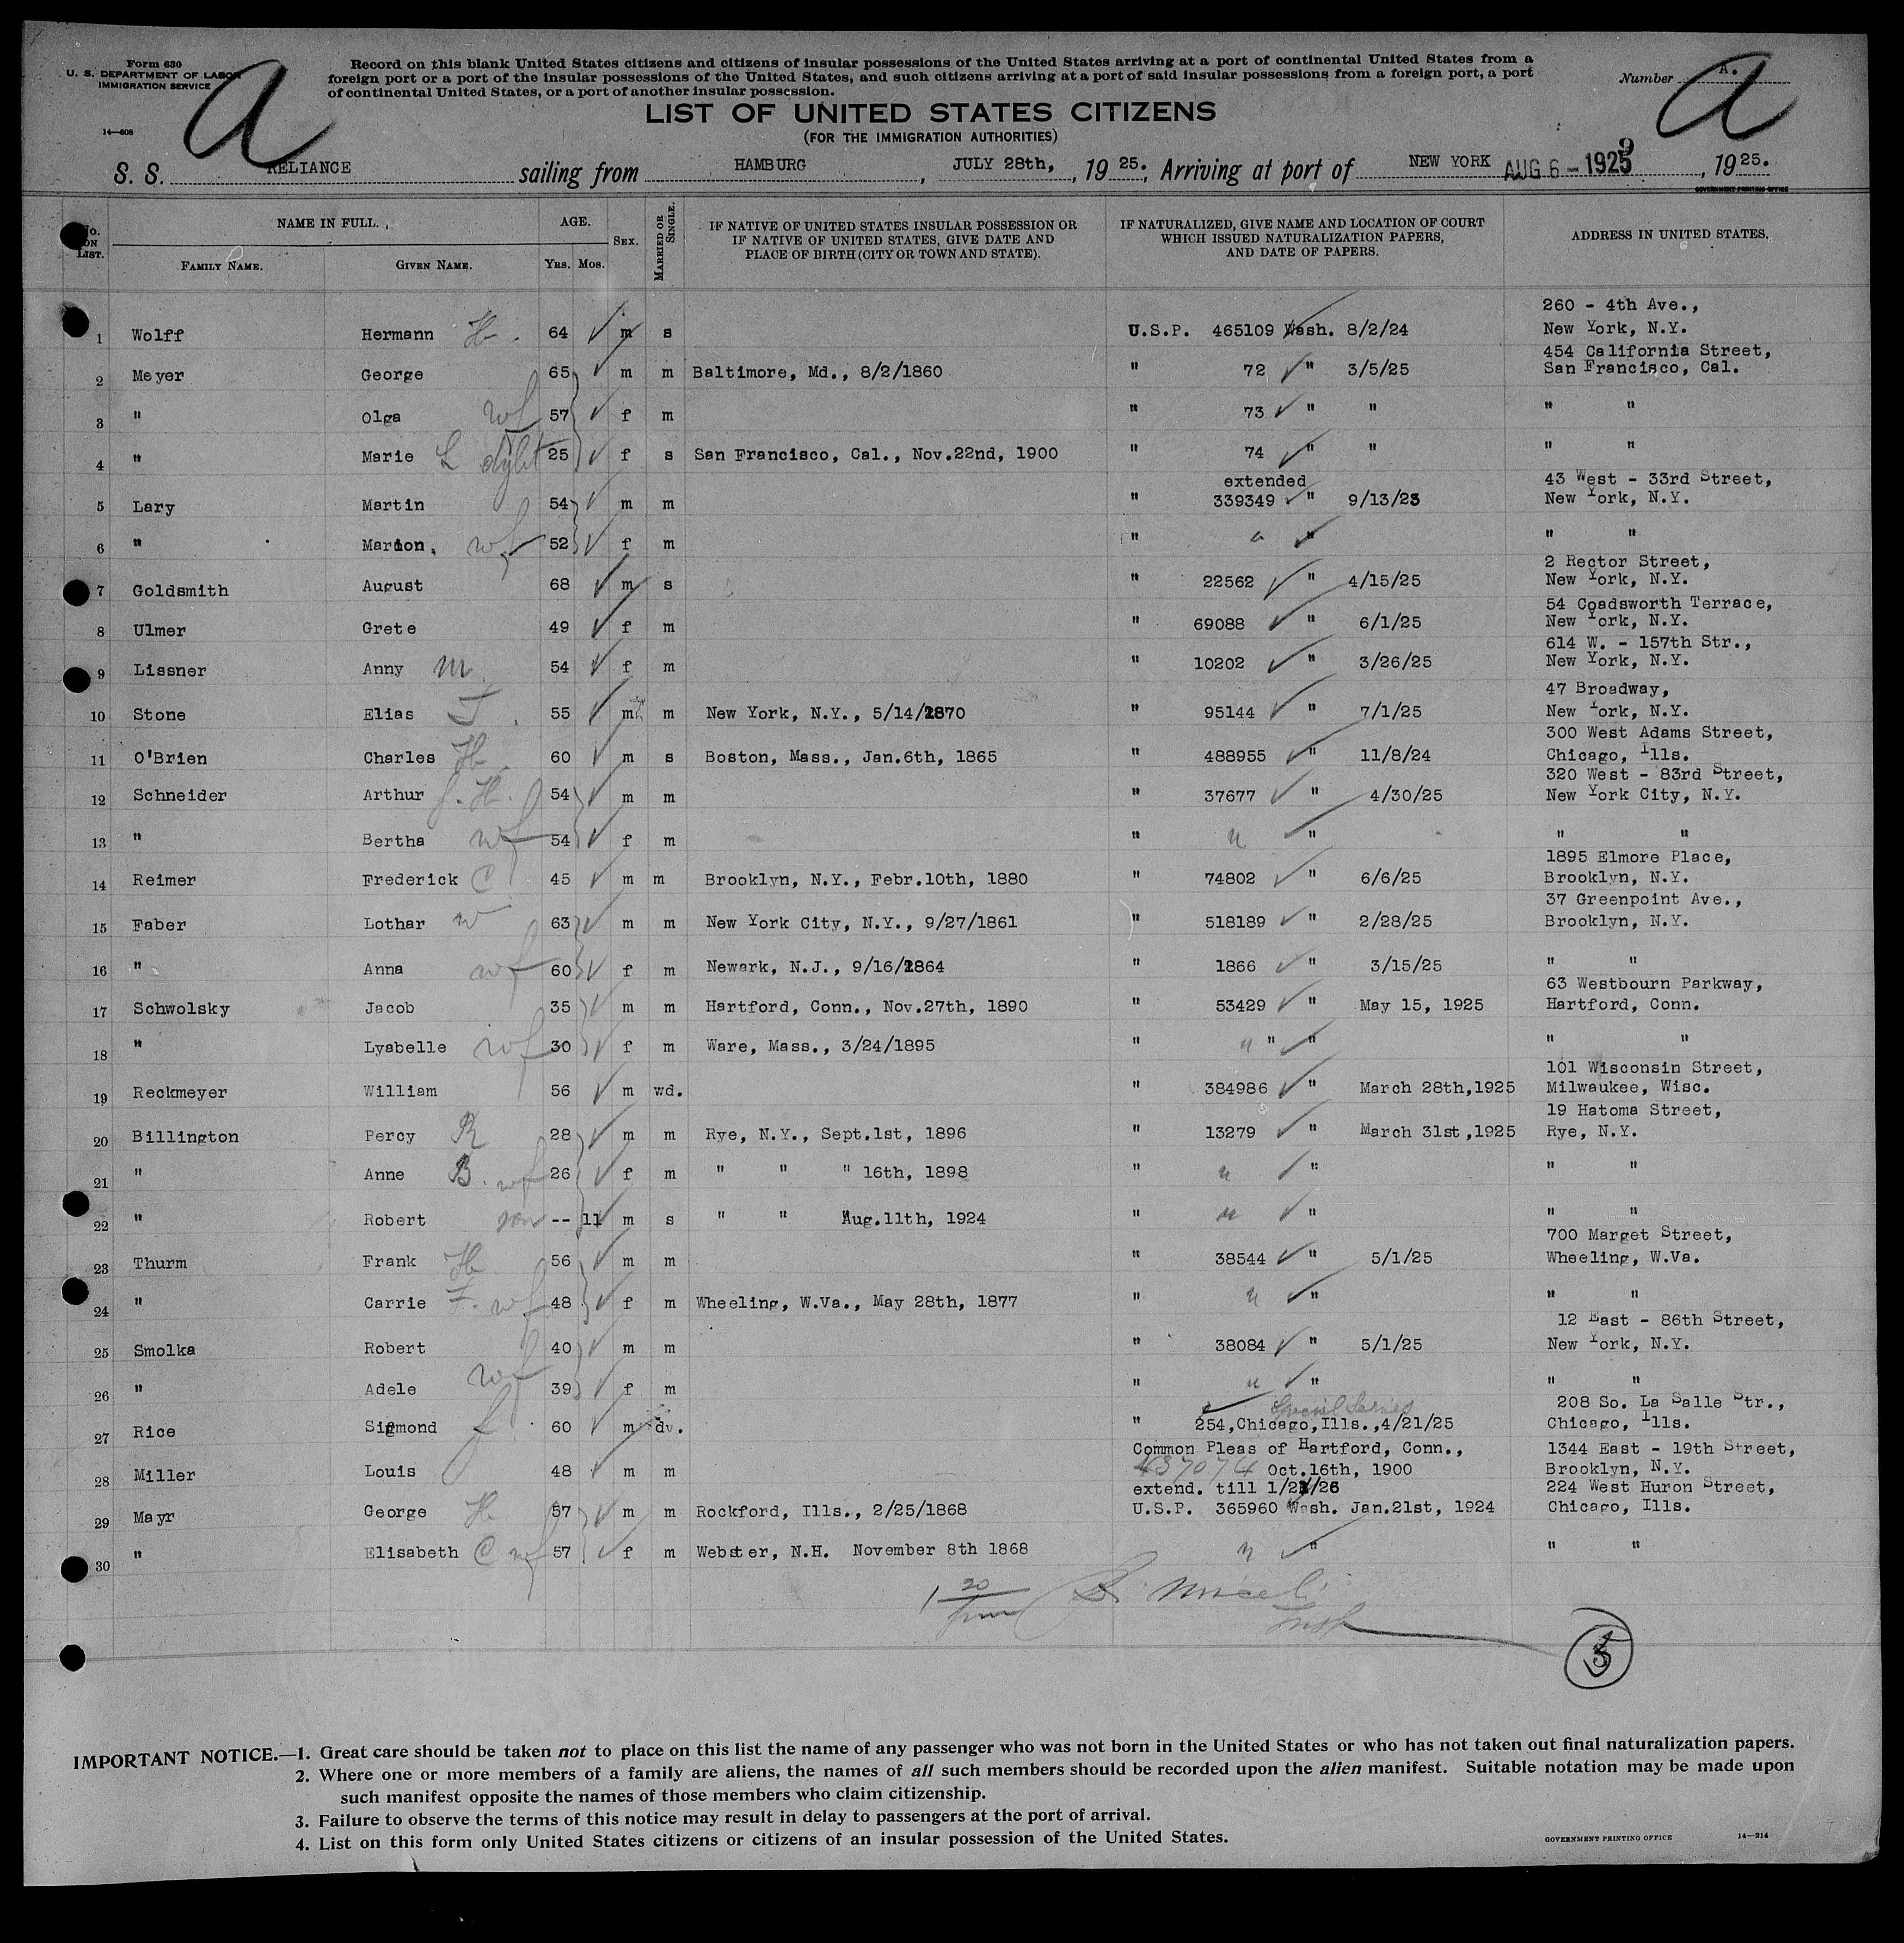 Form 630
U. S. DEPARTMENT OF LABOR
IMMIGRATION SERVICE
14—608
a
Record on this blank United States citizens and citizens of insular possessions of the United States arriving at a port of continental United States from a
foreign port or a port of the insular possessions of the United States, and such citizens arriving at a port of said insular possessions from a foreign port, a port
of continental United States, or a port of another insular possession.
Number A.
a
LIST OF UNITED STATES CITIZENS
(FOR THE IMMIGRATION AUTHORITIES)
S. S. RELIANCE sailing from HAMBURG, JULY 28th, 1925. Arriving at port of NEW YORK AUG 6 - 1925, 1925.
GOVERNMENT PRINTING OFFICE
No. ON LIST. NAME IN FULL. AGE. SEX. MARRIED OR SINGLE. IF NATIVE OF UNITED STATES INSULAR POSSESSION OR IF NATIVE OF UNITED STATES, GIVE DATE AND PLACE OF BIRTH (CITY OR TOWN AND STATE). IF NATURALIZED, GIVE NAME AND LOCATION OF COURT WHICH ISSUED NATURALIZATION PAPERS, AND DATE OF PAPERS. ADDRESS IN UNITED STATES.
FAMILY NAME. GIVEN NAME. YRS. MOS.
260 - 4th Ave.,
1 Wolff Hermann H. 64 m s U.S.P. 465109 Wash. 8/2/24 New York, N.Y.
454 California Street,
2 Meyer George 65 m m Baltimore, Md., 8/2/1860 " 72 " 3/5/25 San Francisco, Cal.
3 " Olga wf 57 f m " 73 " " " "
4 " Marie L 25 f s San Francisco, Cal., Nov.22nd, 1900 " 74 " " " "
extended 43 West - 33rd Street,
5 Lary Martin 54 m m " 339349 " 9/13/23 New York, N.Y.
6 " Marion. wf 52 f m " " " " "
2 Rector Street,
7 Goldsmith August 68 m s " 22562 " 4/15/25 New York, N.Y.
54 Coadsworth Terrace,
8 Ulmer Grete 49 f m " 69088 " 6/1/25 New York, N.Y.
614 W. - 157th Str.,
9 Lissner Anny M. 54 f m " 10202 " 3/26/25 New York, N.Y.
47 Broadway,
10 Stone Elias J. 55 m m New York, N.Y., 5/14/1870 " 95144 " 7/1/25 New York, N.Y.
300 West Adams Street,
11 O'Brien Charles H. 60 m s Boston, Mass., Jan.6th, 1865 " 488955 " 11/8/24 Chicago, Ills.
320 West - 83rd Street,
12 Schneider Arthur J. H. 54 m m " 37677 " 4/30/25 New York City, N.Y.
13 " Bertha wf 54 f m " " " " "
1895 Elmore Place,
14 Reimer Frederick C 45 m m Brooklyn, N.Y., Febr.10th, 1880 " 74802 " 6/6/25 Brooklyn, N.Y.
37 Greenpoint Ave.,
15 Faber Lothar W 63 m m New York City, N.Y., 9/27/1861 " 518189 " 2/28/25 Brooklyn, N.Y.
16 " Anna wf 60 f m Newark, N.J., 9/16/1864 " 1866 " 3/15/25 " "
63 Westbourn Parkway,
17 Schwolsky Jacob 35 m m Hartford, Conn., Nov.27th, 1890 " 53429 " May 15, 1925 Hartford, Conn.
18 " Lyabelle wf 30 f m Ware, Mass., 3/24/1895 " " " " "
101 Wisconsin Street,
19 Reckmeyer William 56 m wd. " 384986 " March 28th,1925 Milwaukee, Wisc.
19 Hatoma Street,
20 Billington Percy R 28 m m Rye, N.Y., Sept.1st, 1896 " 13279 " March 31st,1925 Rye, N.Y.
21 " Anne B. wf 26 f m " " " 16th, 1898 " " " " "
22 " Robert son -- 11 m s " " Aug.11th, 1924 " " " " "
700 Marget Street,
23 Thurm Frank H 56 m m " 38544 " 5/1/25 Wheeling, W.Va.
24 " Carrie F. wf 48 f m Wheeling, W.Va., May 28th, 1877 " " " " "
12 East - 86th Street,
25 Smolka Robert 40 m m " 38084 " 5/1/25 New York, N.Y.
26 " Adele wf 39 f m " " " " "
Special Series 208 So. La Salle Str.,
27 Rice Sigmond 60 m dv. " 254,Chicago,Ills.,4/21/25 Chicago, Ills.
Common Pleas of Hartford, Conn., 1344 East - 19th Street,
28 Miller Louis 48 m m 437074 Oct.16th, 1900 Brooklyn, N.Y.
extend. till 1/21/26 224 West Huron Street,
29 Mayr George H 57 m m Rockford, Ills., 2/25/1868 U.S.P. 365960 Wash. Jan.21st, 1924 Chicago, Ills.
30 " Elisabeth C wf 57 f m Webster, N.H. November 8th 1868 " " " "
1 20
Insp
5
IMPORTANT NOTICE.—1. Great care should be taken not to place on this list the name of any passenger who was not born in the United States or who has not taken out final naturalization papers.
2. Where one or more members of a family are aliens, the names of all such members should be recorded upon the alien manifest. Suitable notation may be made upon
such manifest opposite the names of those members who claim citizenship.
3. Failure to observe the terms of this notice may result in delay to passengers at the port of arrival.
4. List on this form only United States citizens or citizens of an insular possession of the United States.
GOVERNMENT PRINTING OFFICE 14—214